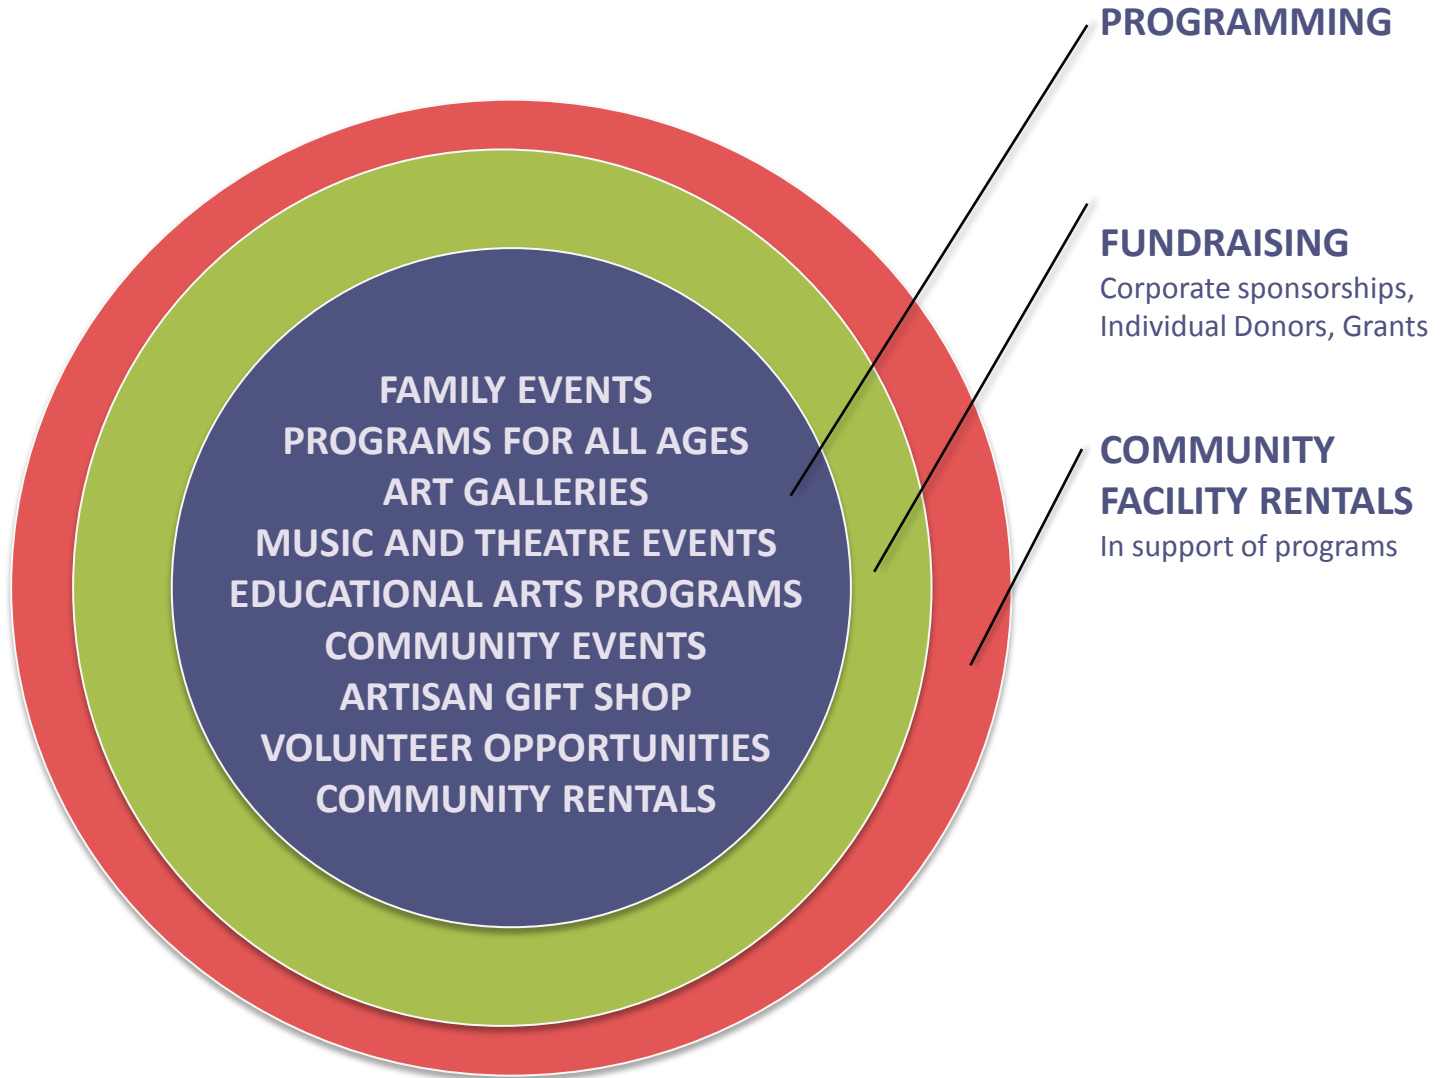 PROGRAMMING
FUNDRAISING
Corporate sponsorships,
Individual Donors, Grants
COMMUNITY
FACILITY RENTALS
In support of programs
FAMILY EVENTS
PROGRAMS FOR ALL AGES
ART GALLERIES
MUSIC AND THEATRE EVENTS
EDUCATIONAL ARTS PROGRAMS
COMMUNITY EVENTS
ARTISAN GIFT SHOP
VOLUNTEER OPPORTUNITIES
COMMUNITY RENTALS